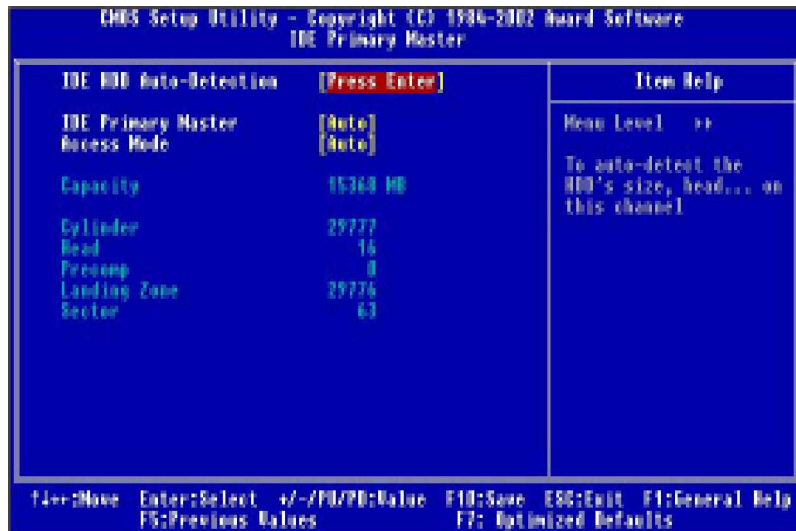 CMOS Setup Utility - Copyright (C) 1984-2002 Award Software
IDE Primary Master
IDE HDD Auto-Detection [Press Enter]
Item Help
IDE Primary Master [Auto]
Access Mode [Auto]
Menu Level ▸▸
To auto-detect the
HDD's size, head... on
this channel
Capacity 15368 MB
Cylinder 29777
Head 16
Precomp 0
Landing Zone 29776
Sector 63
↑↓→←:Move Enter:Select +/-/PU/PD:Value F10:Save ESC:Exit F1:General Help
F5:Previous Values F7: Optimized Defaults